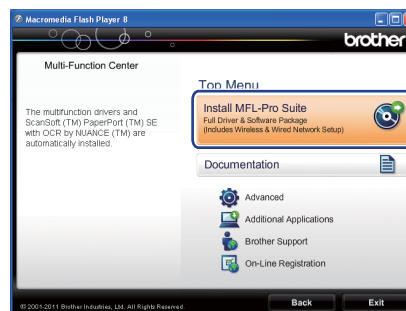 Macromedia Flash Player 8
brother
Multi-Function Center
The multifunction drivers and
ScanSoft (TM) PaperPort (TM) SE
with OCR by NUANCE (TM) are
automatically installed.
Top Menu
Install MFL-Pro Suite
Full Driver & Software Package
(Includes Wireless & Wired Network Setup)
Documentation
Advanced
Additional Applications
Brother Support
On-Line Registration
© 2001-2011 Brother Industries, Ltd. All Rights Reserved.
Back
Exit